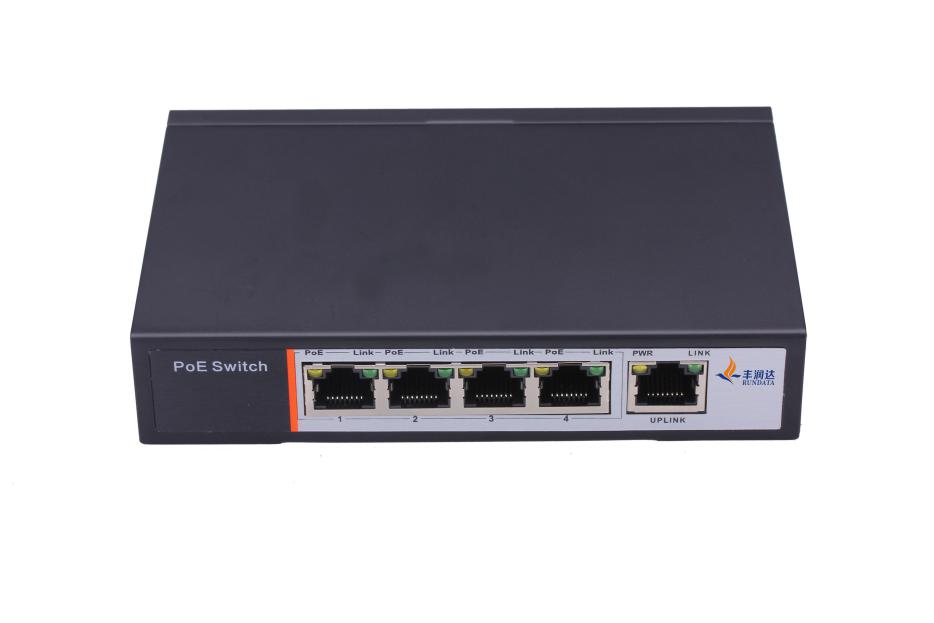 PoE Switch
PoE Link PoE Link PoE Link PoE Link
1 2 3 4
PWR LINK
UPLINK
丰润达
RUNDATA